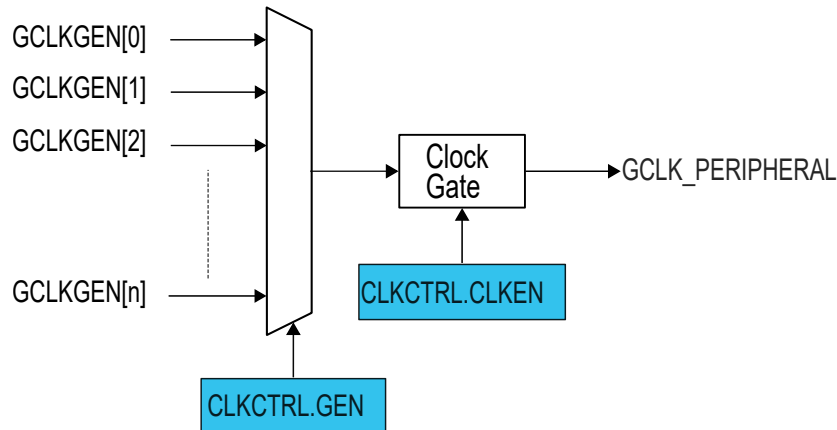 GCLKGEN[0]
GCLKGEN[1]
GCLKGEN[2]
Clock
Gate
GCLK_PERIPHERAL
GCLKGEN[n]
CLKCTRL.CLKEN
CLKCTRL.GEN